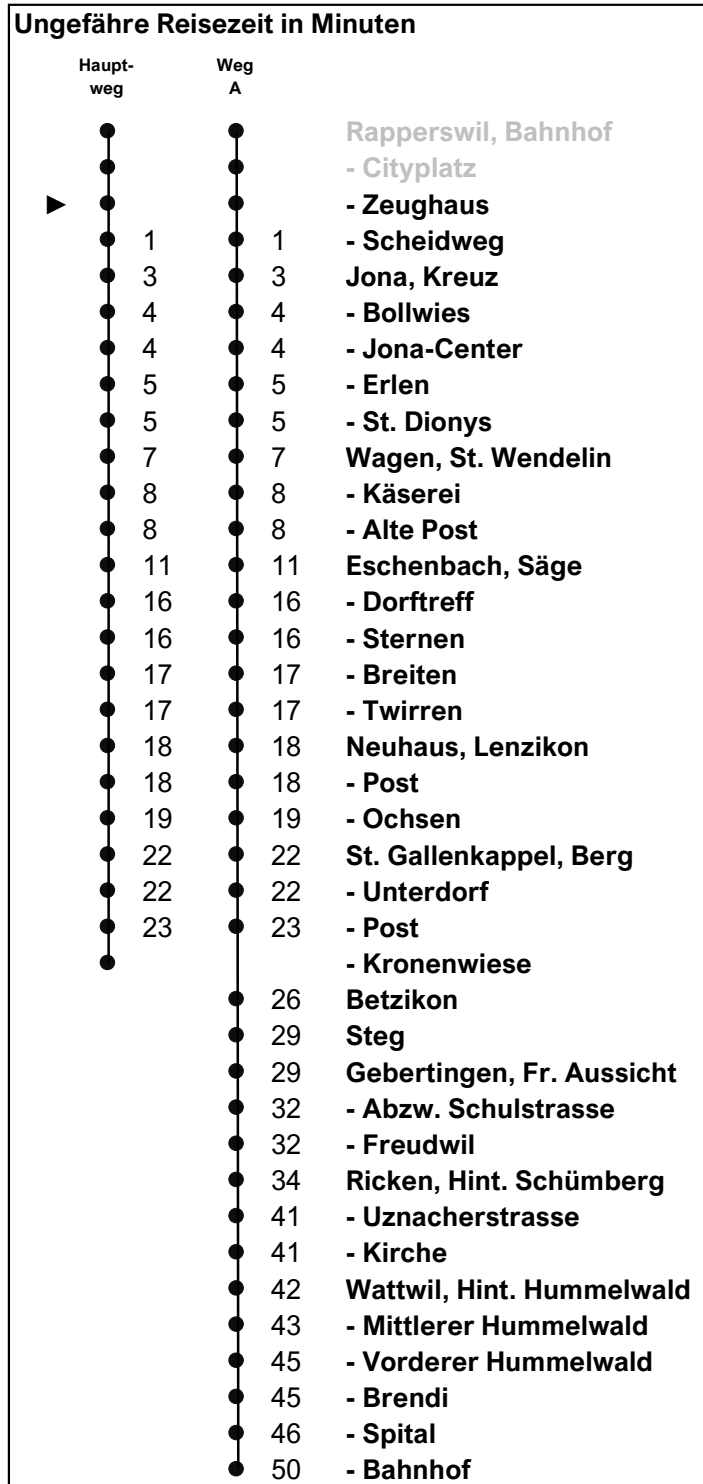 Ungefähre Reisezeit in Minuten
Haupt- Weg
weg A
Rapperswil, Bahnhof
- Cityplatz
- Zeughaus
1 1 - Scheidweg
3 3 Jona, Kreuz
4 4 - Bollwies
4 4 - Jona-Center
5 5 - Erlen
5 5 - St. Dionys
7 7 Wagen, St. Wendelin
8 8 - Käserei
8 8 - Alte Post
11 11 Eschenbach, Säge
16 16 - Dorftreff
16 16 - Sternen
17 17 - Breiten
17 17 - Twirren
18 18 Neuhaus, Lenzikon
18 18 - Post
19 19 - Ochsen
22 22 St. Gallenkappel, Berg
22 22 - Unterdorf
23 23 - Post
- Kronenwiese
26 Betzikon
29 Steg
29 Gebertingen, Fr. Aussicht
32 - Abzw. Schulstrasse
32 - Freudwil
34 Ricken, Hint. Schümberg
41 - Uznacherstrasse
41 - Kirche
42 Wattwil, Hint. Hummelwald
43 - Mittlerer Hummelwald
45 - Vorderer Hummelwald
45 - Brendi
46 - Spital
50 - Bahnhof